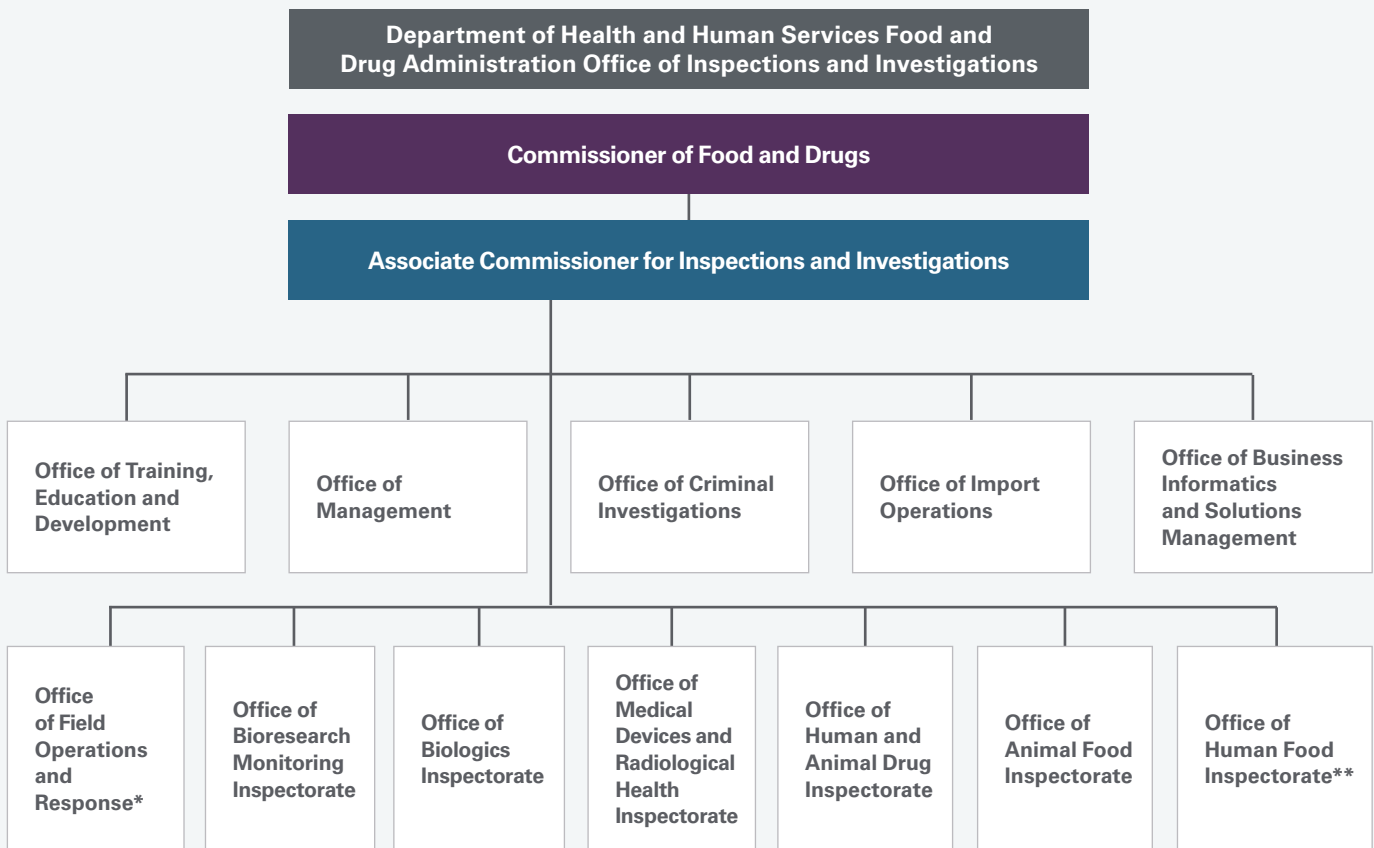 Department of Health and Human Services Food and
Drug Administration Office of Inspections and Investigations
Commissioner of Food and Drugs
Associate Commissioner for Inspections and Investigations
Office of Training,
Education and
Development
Office of
Management
Office of Criminal
Investigations
Office of Import
Operations
Office of Business
Informatics
and Solutions
Management
Office
of Field
Operations
and
Response*
Office of
Bioresearch
Monitoring
Inspectorate
Office of
Biologics
Inspectorate
Office of
Medical
Devices and
Radiological
Health
Inspectorate
Office of
Human and
Animal Drug
Inspectorate
Office of
Animal Food
Inspectorate
Office of
Human Food
Inspectorate**